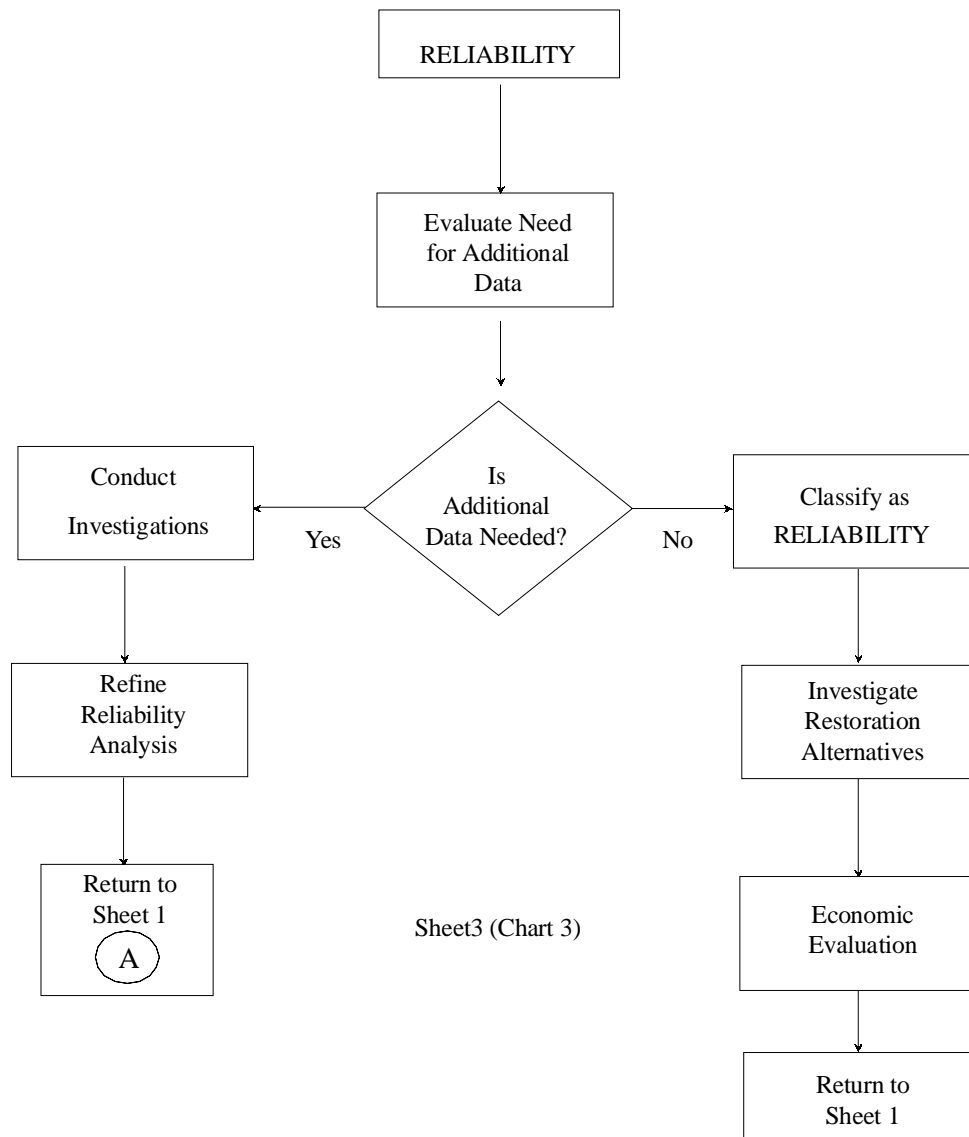 RELIABILITY
Evaluate Need
for Additional
Data
Is
Additional
Data Needed?
Yes
No
Conduct
Investigations
Refine
Reliability
Analysis
Return to
Sheet 1
A
Classify as
RELIABILITY
Investigate
Restoration
Alternatives
Economic
Evaluation
Return to
Sheet 1
Sheet3 (Chart 3)